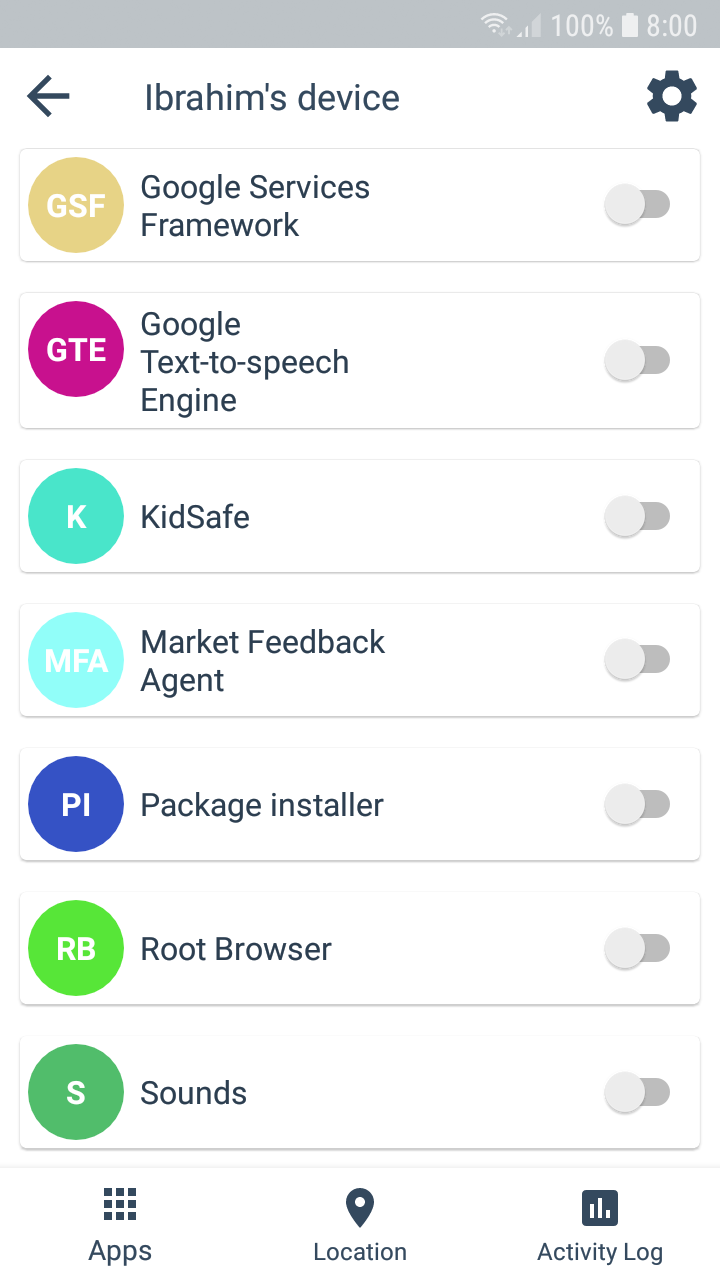 100% 8:00
Ibrahim's device
GSF
Google Services
Framework
GTE
Google
Text-to-speech
Engine
K
KidSafe
MFA
Market Feedback
Agent
PI
Package installer
RB
Root Browser
S
Sounds
Apps
Location
Activity Log